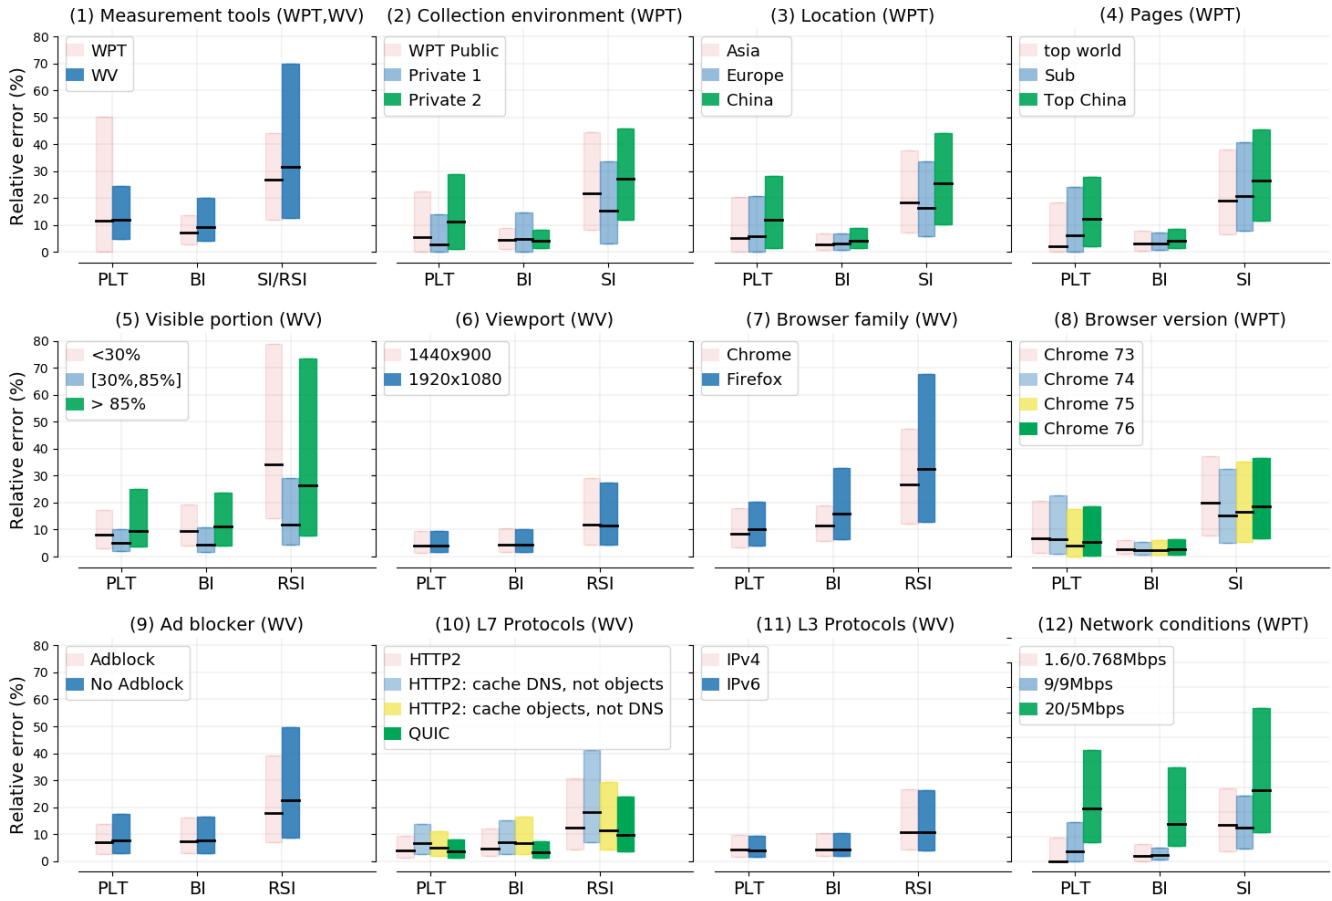 (1) Measurement tools (WPT,WV)
(2) Collection environment (WPT)
(3) Location (WPT)
(4) Pages (WPT)
Relative error (%)
80
70
60
50
40
30
20
10
0
WPT
WV
PLT
BI
SI/RSI
WPT Public
Private 1
Private 2
PLT
BI
SI
Asia
Europe
China
PLT
BI
SI
top world
Sub
Top China
PLT
BI
SI
(5) Visible portion (WV)
(6) Viewport (WV)
(7) Browser family (WV)
(8) Browser version (WPT)
Relative error (%)
80
70
60
50
40
30
20
10
0
<30%
[30%,85%]
> 85%
PLT
BI
RSI
1440x900
1920x1080
PLT
BI
RSI
Chrome
Firefox
PLT
BI
RSI
Chrome 73
Chrome 74
Chrome 75
Chrome 76
PLT
BI
SI
(9) Ad blocker (WV)
(10) L7 Protocols (WV)
(11) L3 Protocols (WV)
(12) Network conditions (WPT)
Relative error (%)
80
70
60
50
40
30
20
10
0
Adblock
No Adblock
PLT
BI
RSI
HTTP2
HTTP2: cache DNS, not objects
HTTP2: cache objects, not DNS
QUIC
PLT
BI
RSI
IPv4
IPv6
PLT
BI
RSI
1.6/0.768Mbps
9/9Mbps
20/5Mbps
PLT
BI
SI